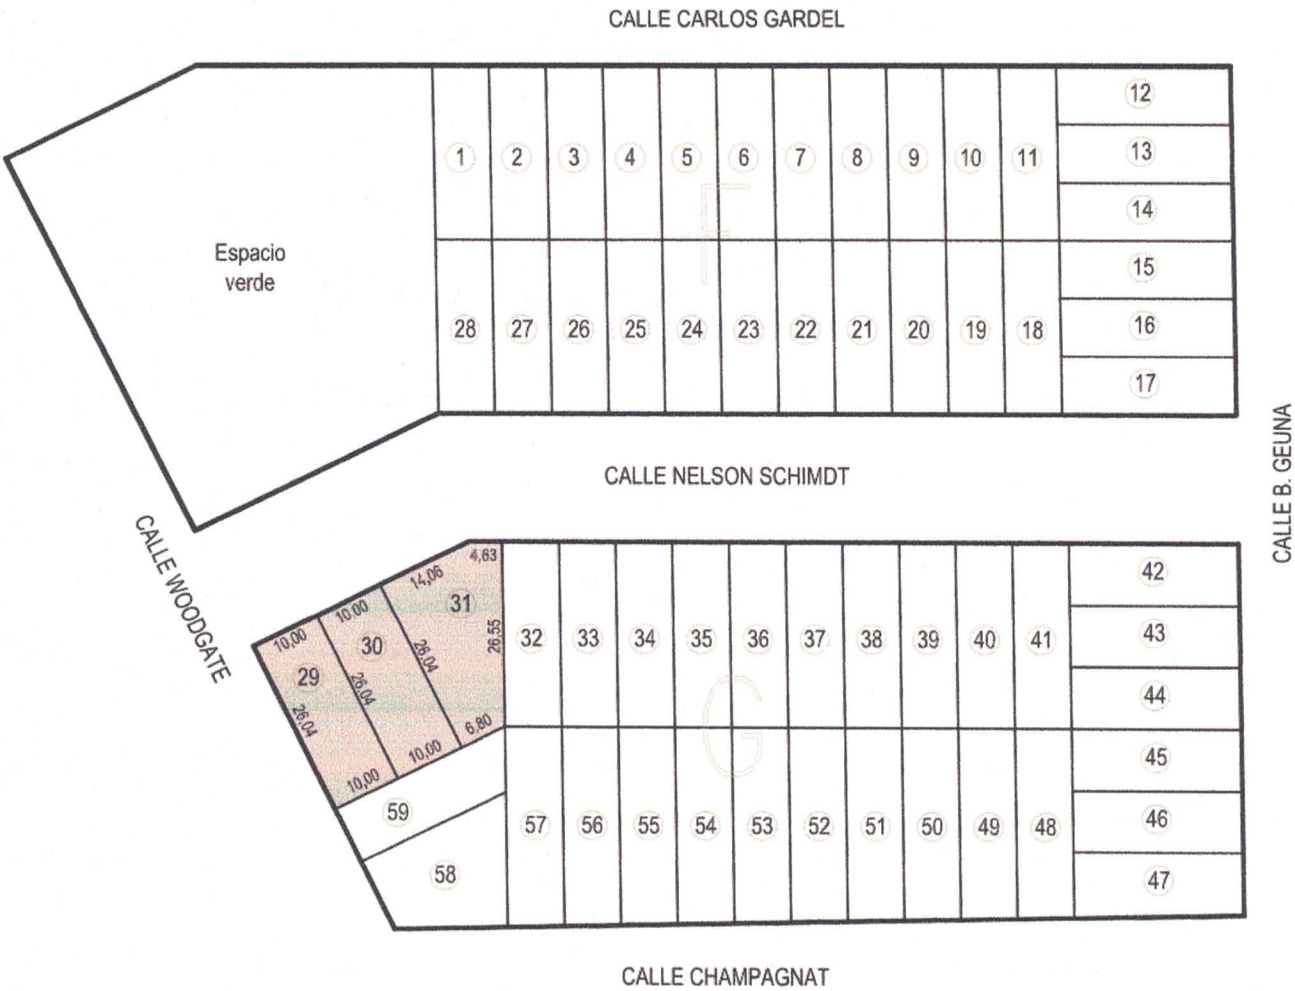 CALLE CARLOS GARDEL
12
1 2 3 4 5 6 7 8 9 10 11
13
14
F
Espacio
verde
15
28 27 26 25 24 23 22 21 20 19 18
16
17
CALLE NELSON SCHIMDT
CALLE B. GEUNA
CALLE WOODGATE
4,63
14,06
31
10,00
10,00
30
29
26,04
26,04
26,04
26,55
6,80
10,00
10,00
42
32 33 34 35 36 37 38 39 40 41
43
44
G
45
59
57 56 55 54 53 52 51 50 49 48
46
58
47
CALLE CHAMPAGNAT